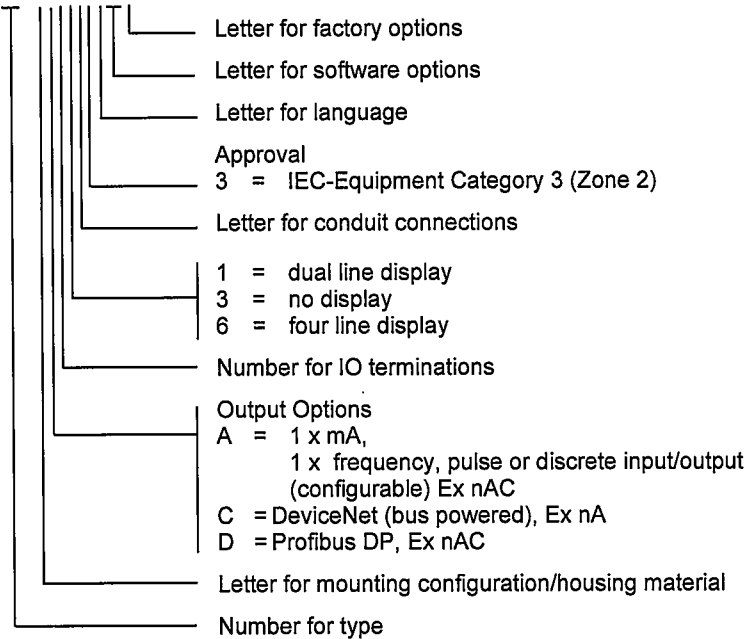 Letter for factory options
Letter for software options
Letter for language
Approval
3 = IEC-Equipment Category 3 (Zone 2)
Letter for conduit connections
1 = dual line display
3 = no display
6 = four line display
Number for IO terminations
Output Options
A = 1 x mA,
1 x frequency, pulse or discrete input/output
(configurable) Ex nAC
C = DeviceNet (bus powered), Ex nA
D = Profibus DP, Ex nAC
Letter for mounting configuration/housing material
Number for type